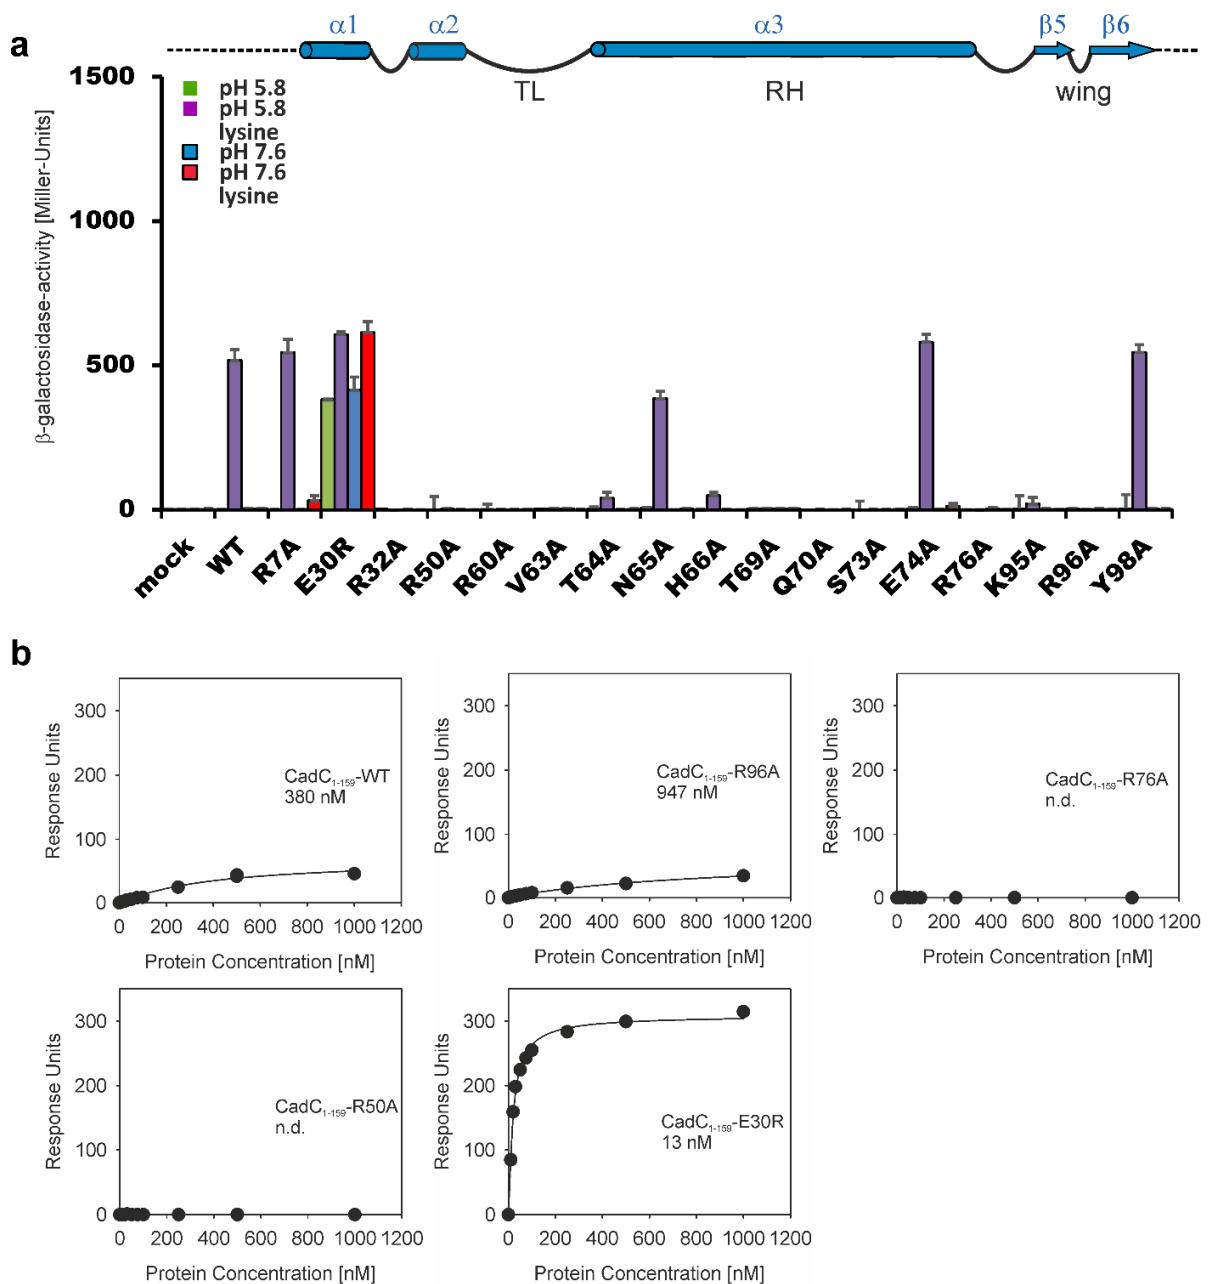 a
α1
α2
α3
β5
β6
TL
RH
wing
pH 5.8
pH 5.8
lysine
pH 7.6
pH 7.6
lysine
β-galactosidase-activity [Miller-Units]
1500
1000
500
0
mock
WT
R7A
E30R
R32A
R50A
R60A
V63A
T64A
N65A
H66A
T69A
Q70A
S73A
E74A
R76A
K95A
R96A
Y98A
b
Response Units
300
200
100
0
CadC1-159-WT
380 nM
0 200 400 600 800 1000 1200
Protein Concentration [nM]
Response Units
300
200
100
0
CadC1-159-R96A
947 nM
0 200 400 600 800 1000 1200
Protein Concentration [nM]
Response Units
300
200
100
0
CadC1-159-R76A
n.d.
0 200 400 600 800 1000 1200
Protein Concentration [nM]
Response Units
300
200
100
0
CadC1-159-R50A
n.d.
0 200 400 600 800 1000 1200
Protein Concentration [nM]
Response Units
300
200
100
0
CadC1-159-E30R
13 nM
0 200 400 600 800 1000 1200
Protein Concentration [nM]